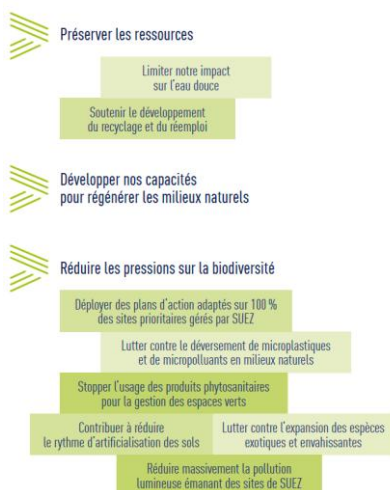 Préserver les ressources
Limiter notre impact
sur l'eau douce
Soutenir le développement
du recyclage et du réemploi
Développer nos capacités
pour régénérer les milieux naturels
Réduire les pressions sur la biodiversité
Déployer des plans d'action adaptés sur 100 %
des sites prioritaires gérés par SUEZ
Lutter contre le déversement de microplastiques
et de micropolluants en milieux naturels
Stopper l'usage des produits phytosanitaires
pour la gestion des espaces verts
Contribuer à réduire
le rythme d'artificialisation des sols
Lutter contre l'expansion des espèces
exotiques et envahissantes
Réduire massivement la pollution
lumineuse émanant des sites de SUEZ